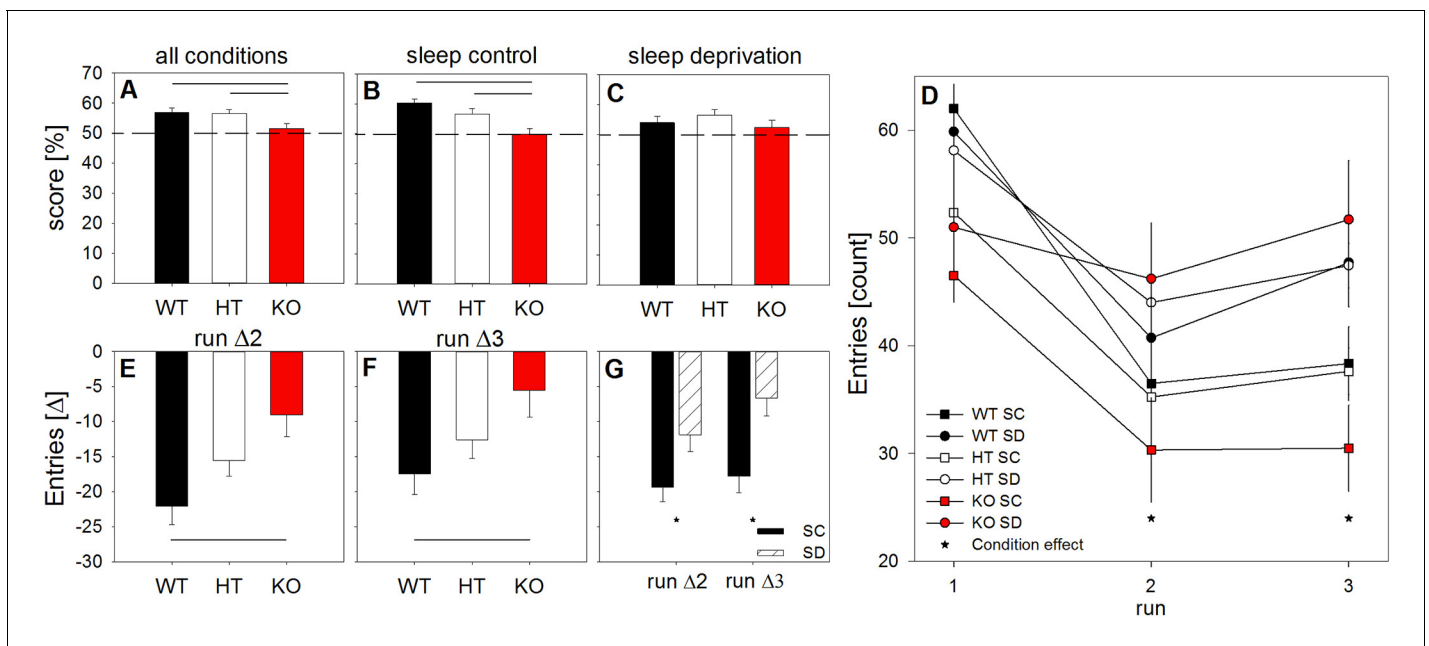 all conditions
sleep control
sleep deprivation
A
B
C
D
score [%]
70
60
50
40
30
20
10
0
WT HT KO
WT HT KO
WT HT KO
run Δ2
run Δ3
E
F
G
Entries [Δ]
0
-5
-10
-15
-20
-25
-30
WT HT KO
WT HT KO
SC
SD
run Δ2 run Δ3
Entries [count]
60
50
40
30
20
WT SC
WT SD
HT SC
HT SD
KO SC
KO SD
Condition effect
1 2 3
run